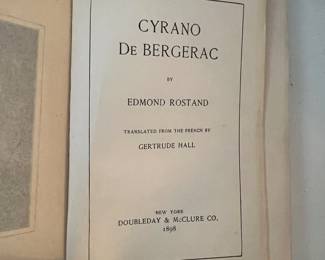 CYRANO
DE BERGERAC
BY
EDMOND ROSTAND
TRANSLATED FROM THE FRENCH BY
GERTRUDE HALL
NEW YORK
DOUBLEDAY & McCLURE CO.
1898